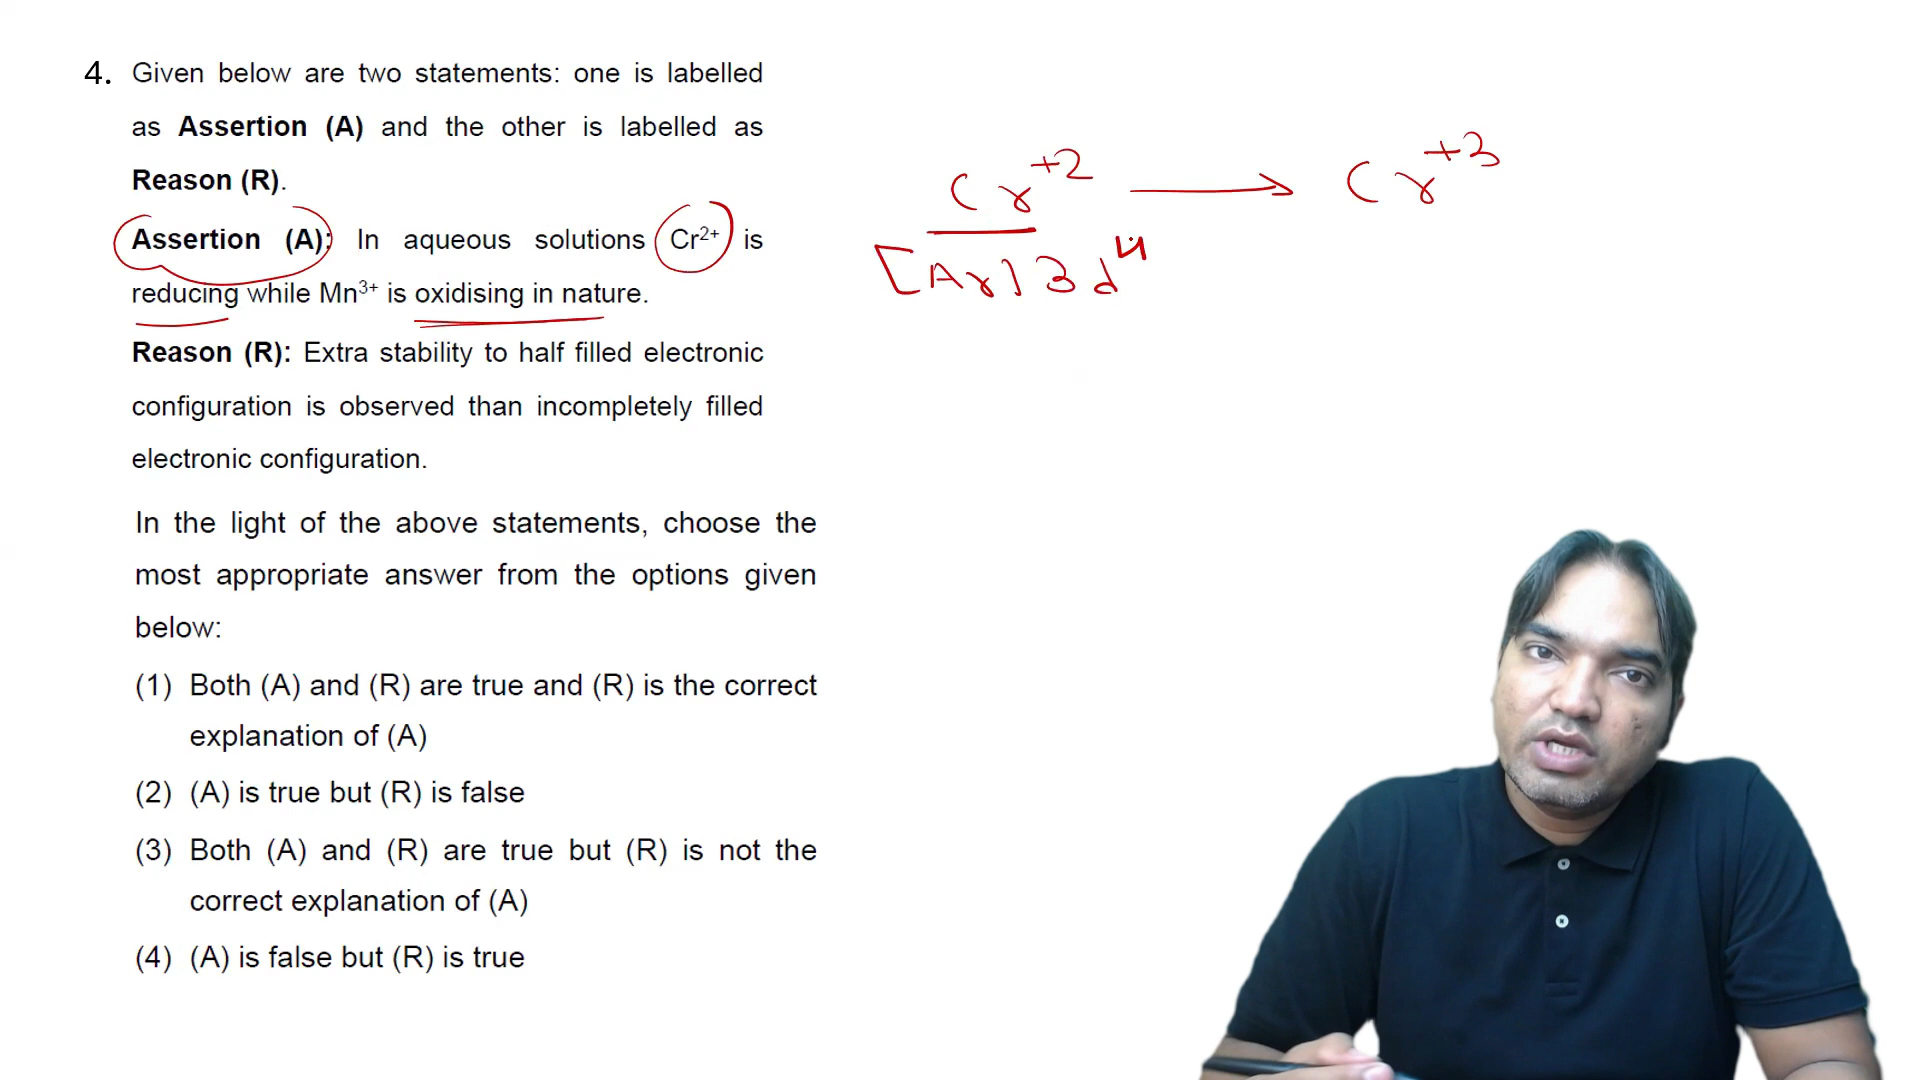 4. Given below are two statements: one is labelled
as Assertion (A) and the other is labelled as
Reason (R).
Assertion (A): In aqueous solutions Cr²⁺ is
reducing while Mn³⁺ is oxidising in nature.
Reason (R): Extra stability to half filled electronic
configuration is observed than incompletely filled
electronic configuration.
In the light of the above statements, choose the
most appropriate answer from the options given
below:
(1) Both (A) and (R) are true and (R) is the correct
explanation of (A)
(2) (A) is true but (R) is false
(3) Both (A) and (R) are true but (R) is not the
correct explanation of (A)
(4) (A) is false but (R) is true
Cr⁺² → Cr⁺³
[Ar] 3d⁴